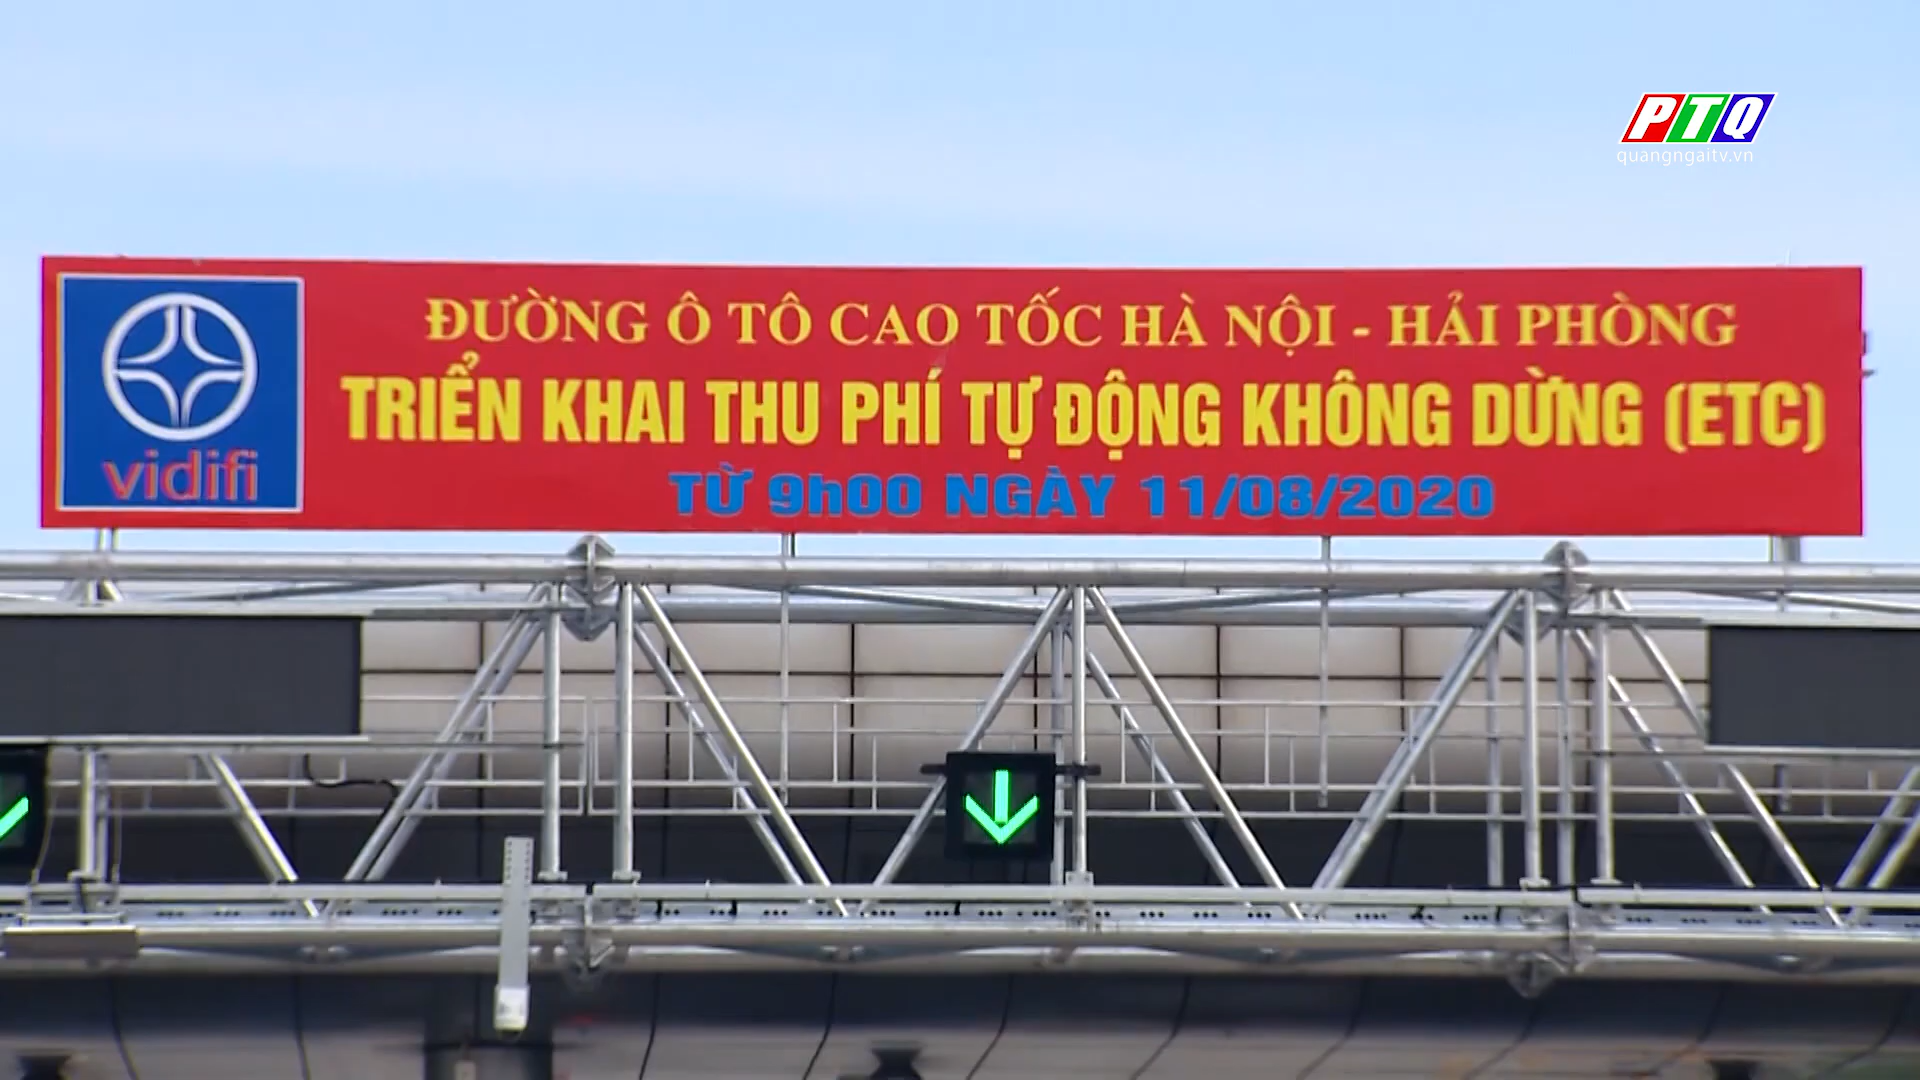 PTQ
quangngaitv.vn
ĐƯỜNG Ô TÔ CAO TỐC HÀ NỘI - HẢI PHÒNG
TRIỂN KHAI THU PHÍ TỰ ĐỘNG KHÔNG DỪNG (ETC)
TỪ 9h00 NGÀY 11/08/2020
vidifi